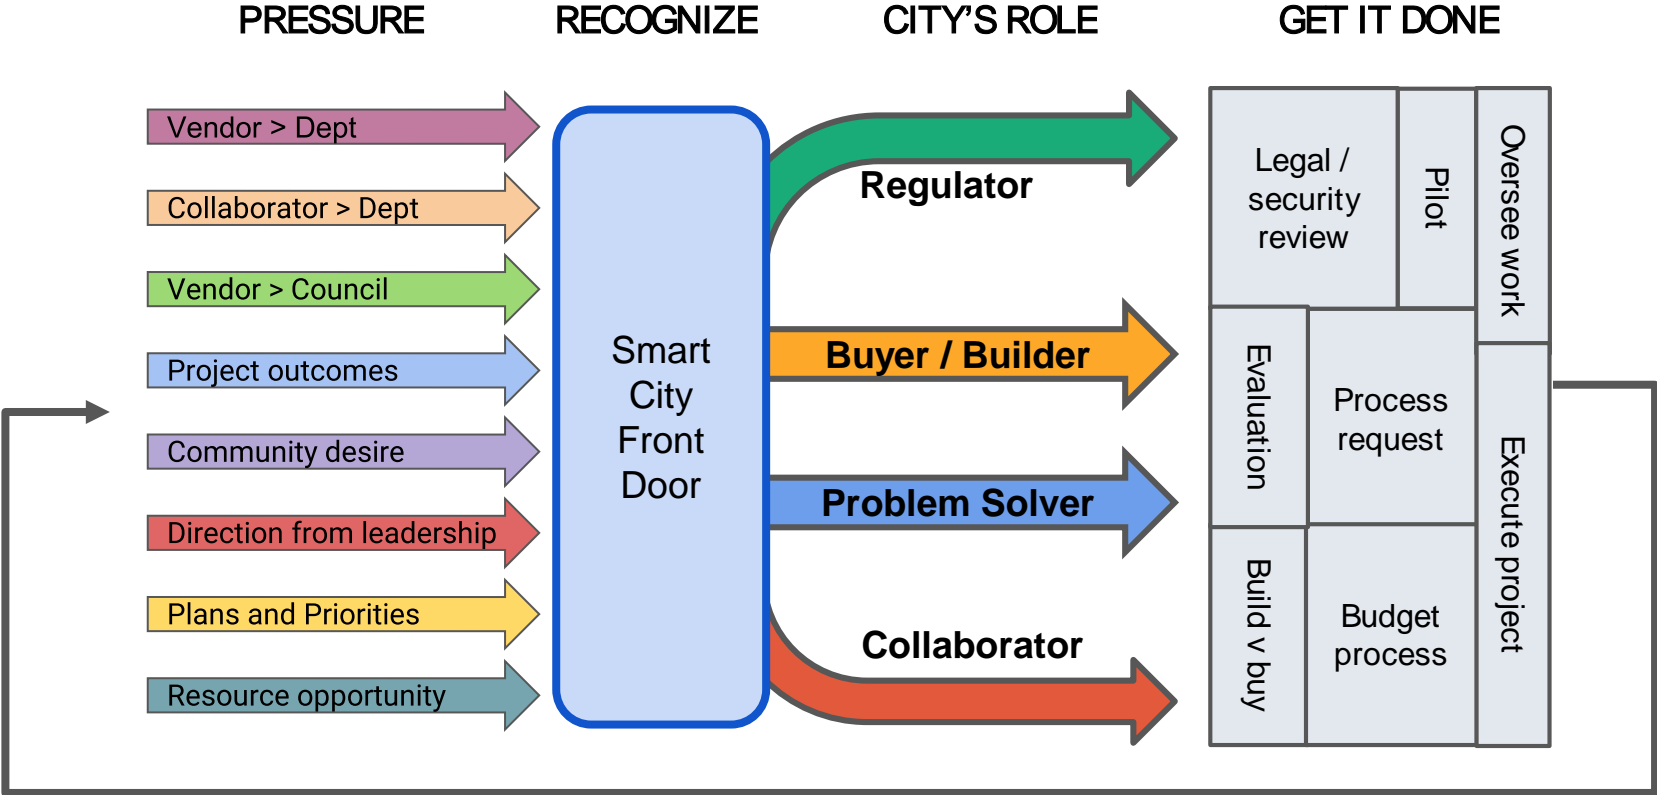 PRESSURE
RECOGNIZE
CITY'S ROLE
GET IT DONE
Vendor > Dept
Collaborator > Dept
Vendor > Council
Project outcomes
Community desire
Direction from leadership
Plans and Priorities
Resource opportunity
Smart
City
Front
Door
Regulator
Buyer / Builder
Problem Solver
Collaborator
Legal /
security
review
Pilot
Oversee work
Evaluation
Process
request
Execute project
Build v buy
Budget
process